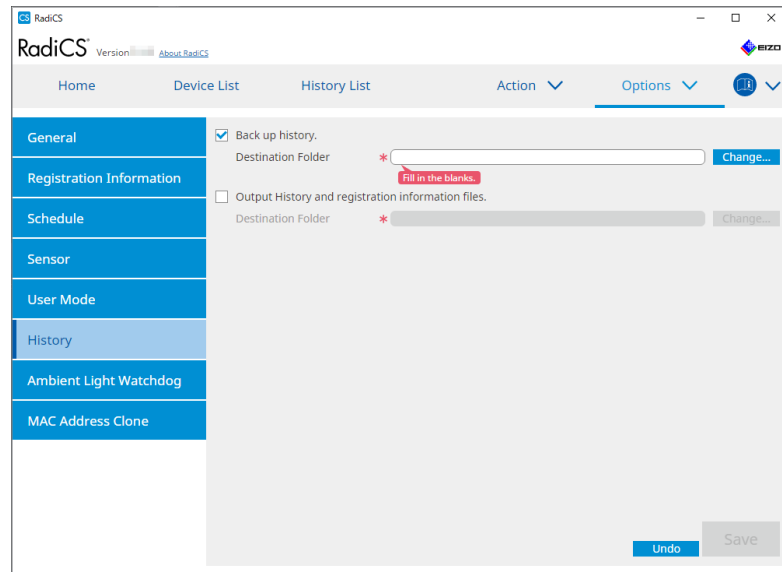 CS RadiCS
RadiCS® Version About RadiCS
EIZO
Home Device List History List Action Options
General
Registration Information
Schedule
Sensor
User Mode
History
Ambient Light Watchdog
MAC Address Clone
Back up history.
Destination Folder * Change...
Fill in the blanks.
Output History and registration information files.
Destination Folder * Change...
Undo Save